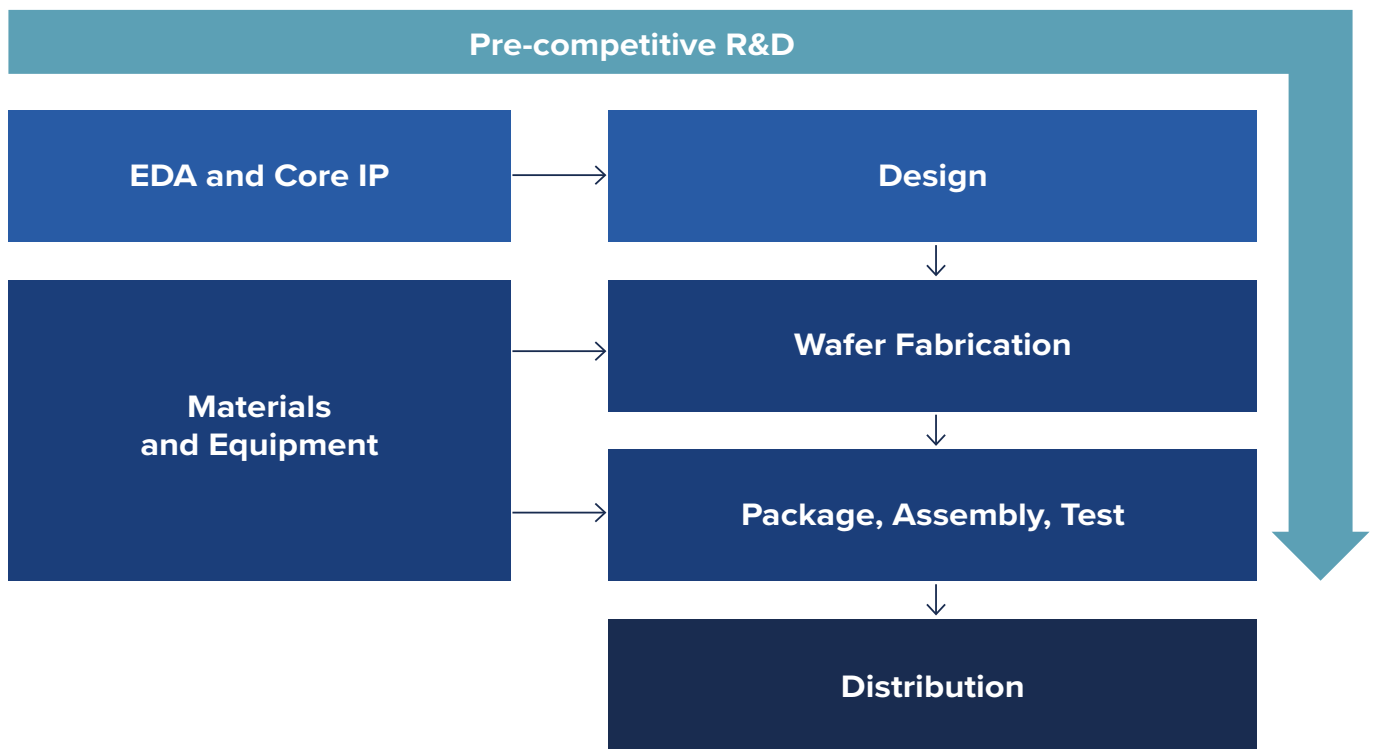 Pre-competitive R&D
EDA and Core IP
Design
Wafer Fabrication
Materials
and Equipment
Package, Assembly, Test
Distribution